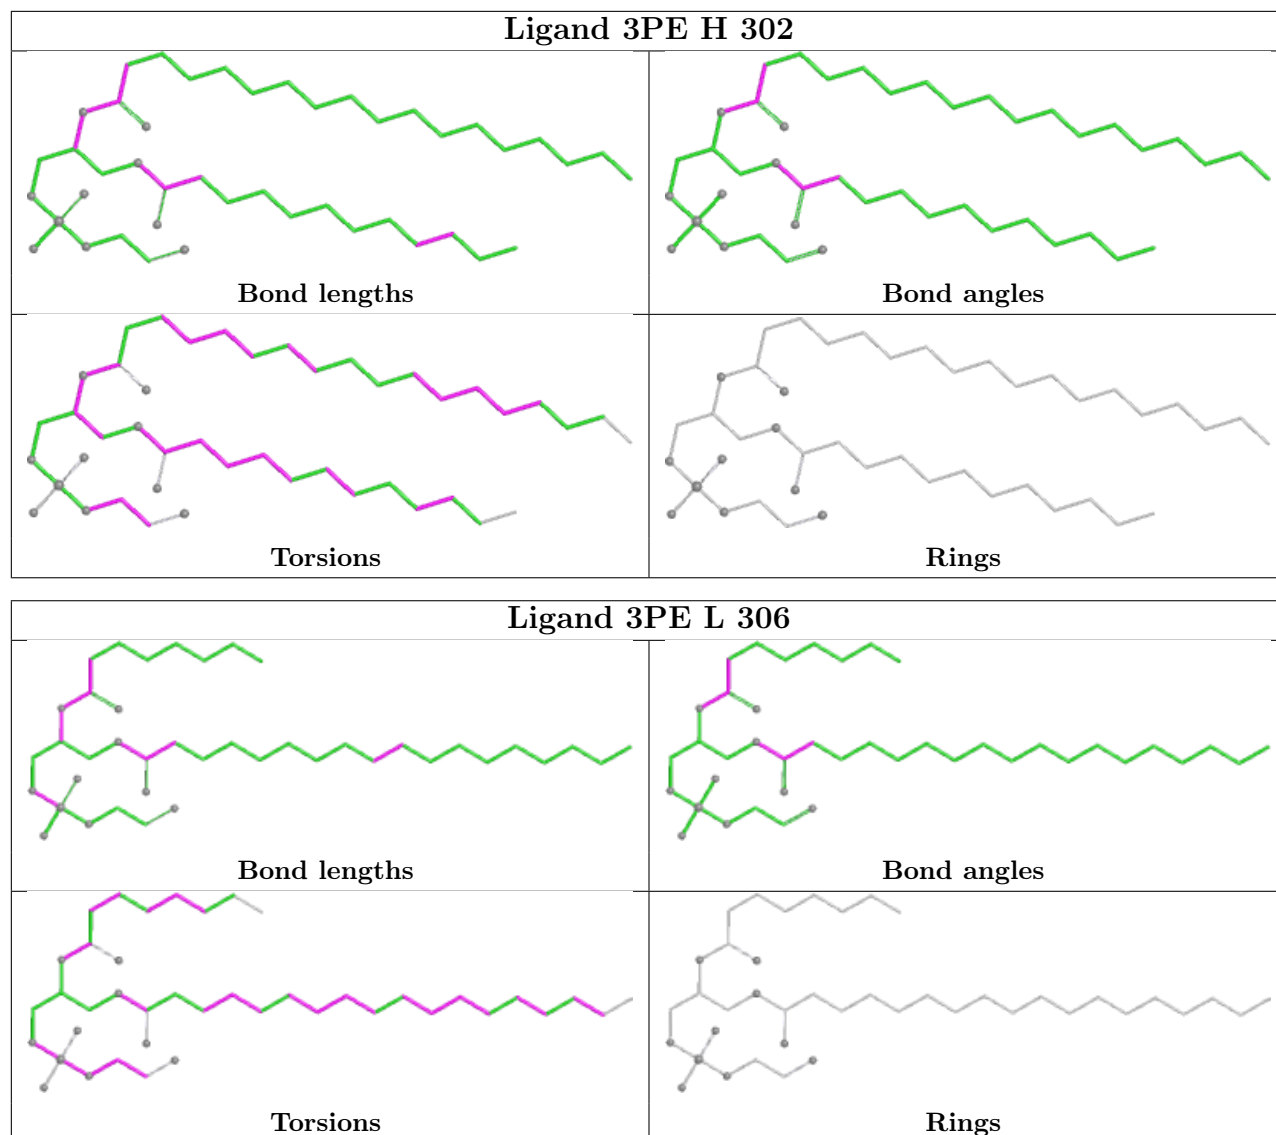 Ligand 3PE H 302
Bond lengths
Bond angles
Torsions
Rings
Ligand 3PE L 306
Bond lengths
Bond angles
Torsions
Rings